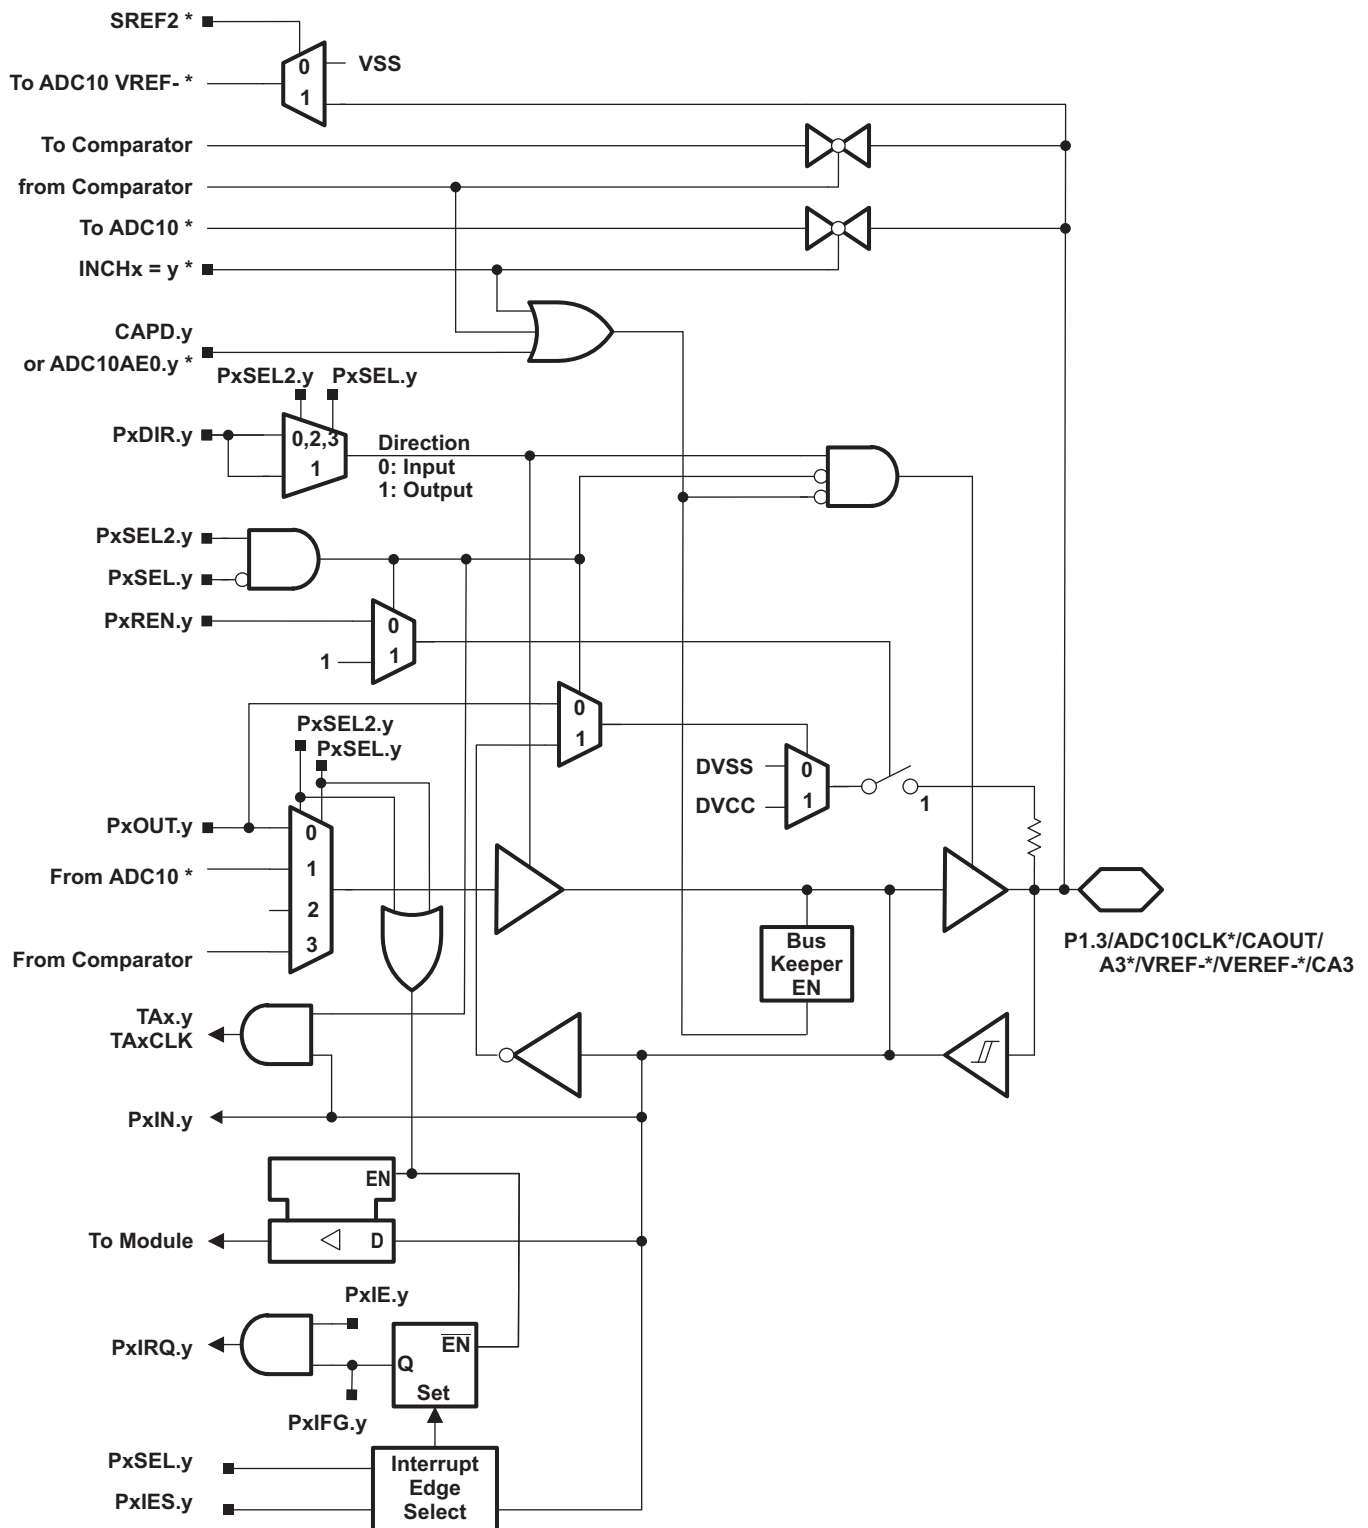 SREF2 *
0
VSS
To ADC10 VREF- *
1
To Comparator
from Comparator
To ADC10 *
INCHx = y *
CAPD.y
or ADC10AE0.y *
PxSEL2.y
PxSEL.y
PxDIR.y
0,2,3
1
Direction
0: Input
1: Output
PxSEL2.y
PxSEL.y
PxREN.y
0
1
1
0
1
PxSEL2.y
PxSEL.y
DVSS
0
DVCC
1
1
PxOUT.y
0
1
From ADC10 *
2
3
From Comparator
Bus
Keeper
EN
P1.3/ADC10CLK*/CAOUT/
A3*/VREF-*/VEREF-*/CA3
TAx.y
TAxCLK
PxIN.y
EN
To Module
D
PxIE.y
PxIRQ.y
EN
Q
Set
PxIFG.y
PxSEL.y
PxIES.y
Interrupt
Edge
Select